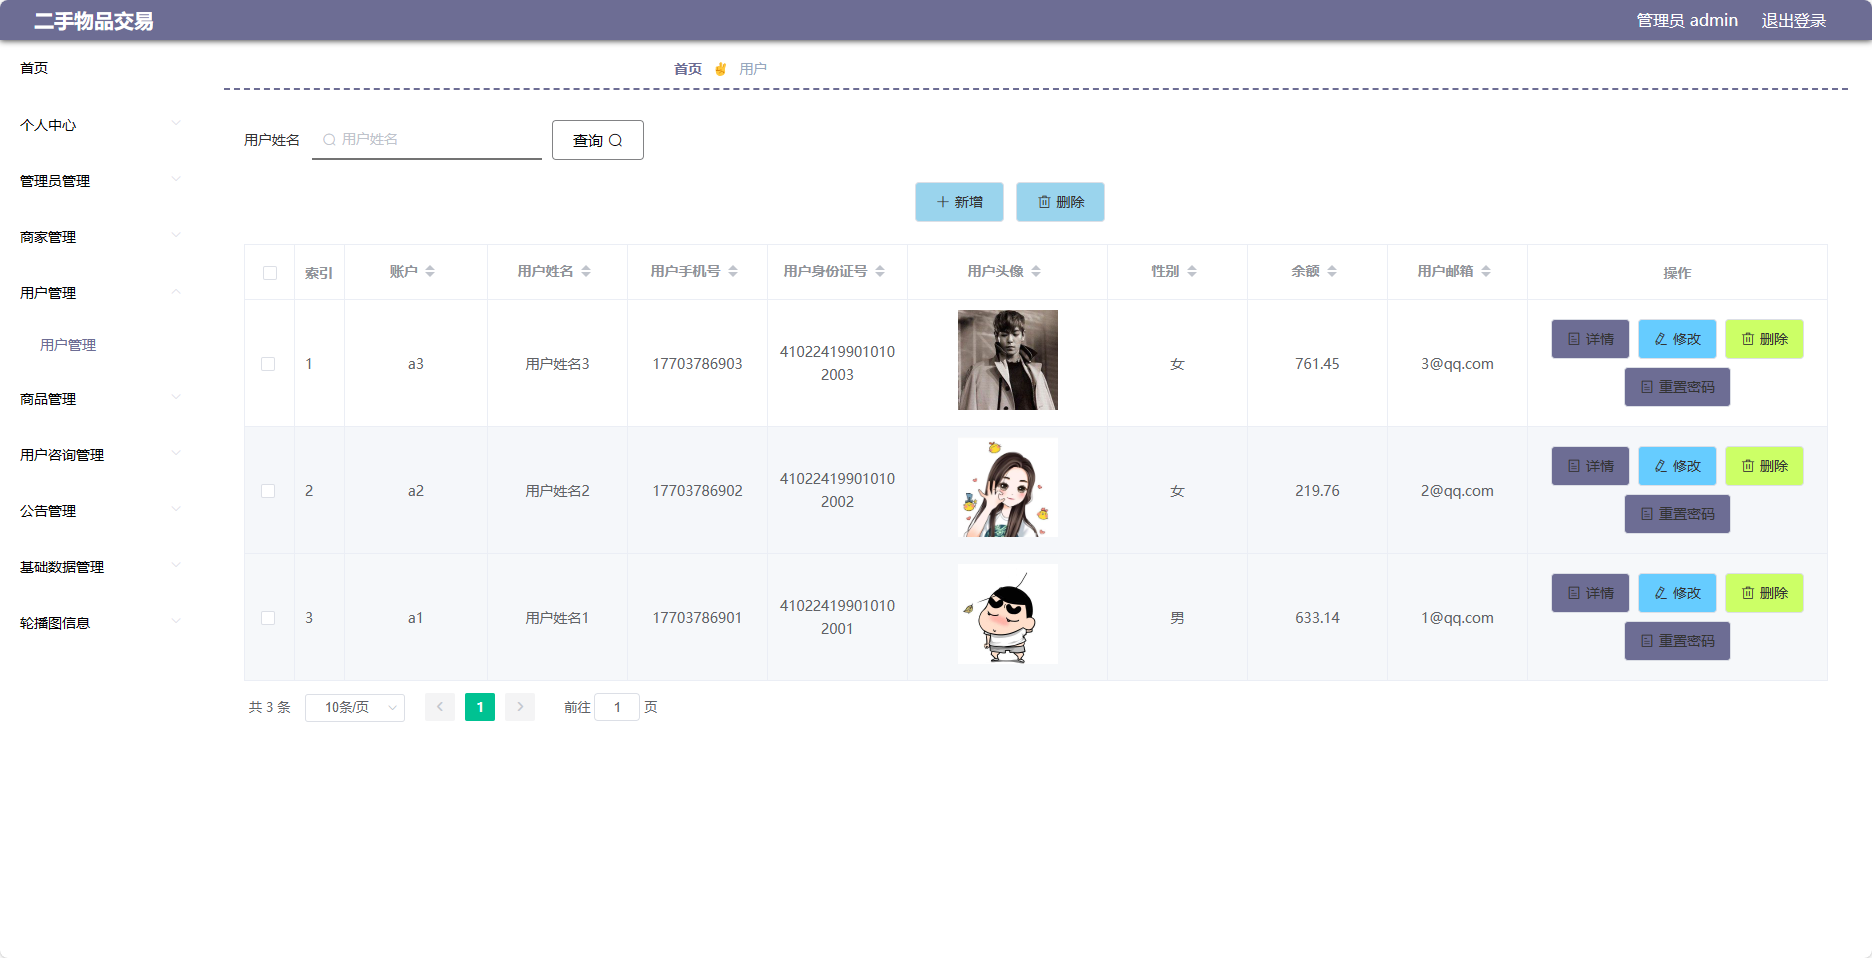 二手物品交易
管理员 admin 退出登录
首页
个人中心
管理员管理
商家管理
用户管理
用户管理
商品管理
用户咨询管理
公告管理
基础数据管理
轮播图信息
首页 ✌ 用户
用户姓名 用户姓名 查询
新增 删除
索引 账户 用户姓名 用户手机号 用户身份证号 用户头像 性别 余额 用户邮箱 操作
1 a3 用户姓名3 17703786903 41022419901010 女 761.45 3@qq.com 详情 修改 删除
2003 重置密码
2 a2 用户姓名2 17703786902 41022419901010 女 219.76 2@qq.com 详情 修改 删除
2002 重置密码
3 a1 用户姓名1 17703786901 41022419901010 男 633.14 1@qq.com 详情 修改 删除
2001 重置密码
共 3 条 10条/页 1 前往 1 页